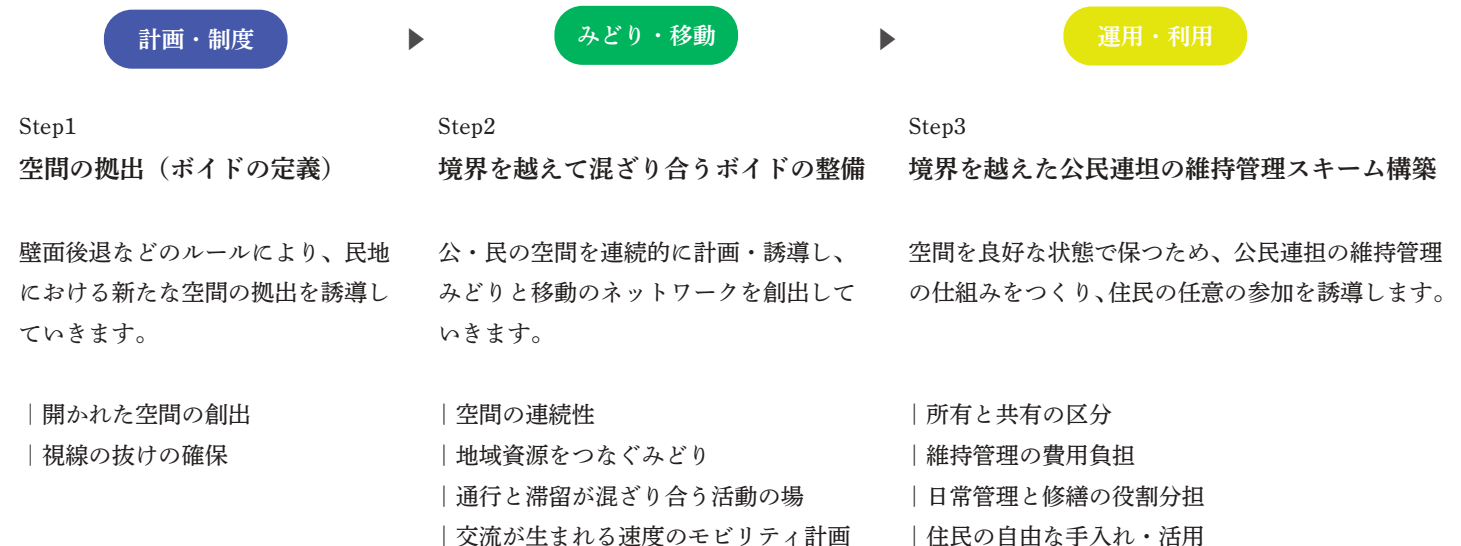 計画・制度
▶
みどり・移動
▶
運用・利用
Step1
空間の拠出（ボイドの定義）
壁面後退などのルールにより、民地
における新たな空間の拠出を誘導し
ていきます。
｜開かれた空間の創出
｜視線の抜けの確保
Step2
境界を越えて混ざり合うボイドの整備
公・民の空間を連続的に計画・誘導し、
みどりと移動のネットワークを創出して
いきます。
｜空間の連続性
｜地域資源をつなぐみどり
｜通行と滞留が混ざり合う活動の場
｜交流が生まれる速度のモビリティ計画
Step3
境界を越えた公民連坦の維持管理スキーム構築
空間を良好な状態で保つため、公民連担の維持管理
の仕組みをつくり、住民の任意の参加を誘導します。
｜所有と共有の区分
｜維持管理の費用負担
｜日常管理と修繕の役割分担
｜住民の自由な手入れ・活用